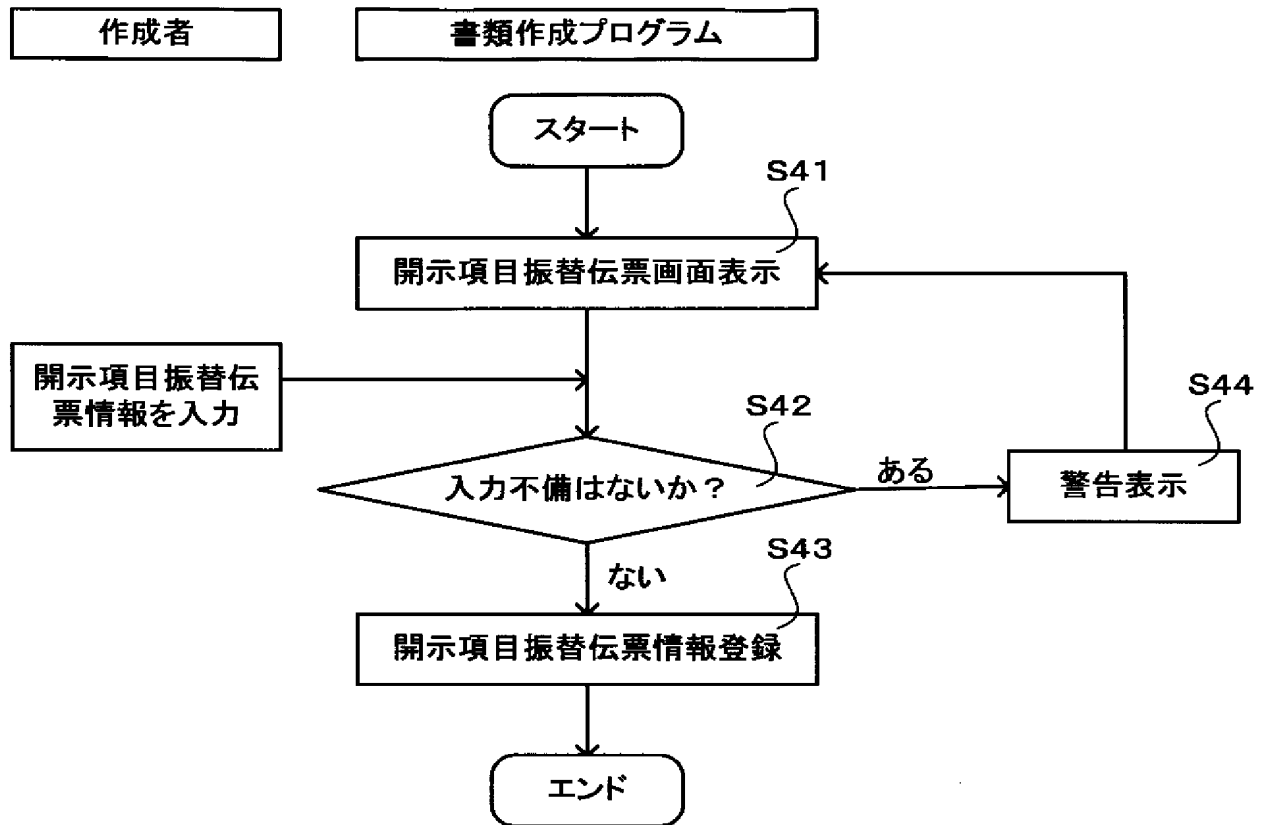 作成者
書類作成プログラム
スタート
S41
開示項目振替伝票画面表示
開示項目振替伝
票情報を入力
S42
入力不備はないか？
ある
S44
警告表示
ない
S43
開示項目振替伝票情報登録
エンド